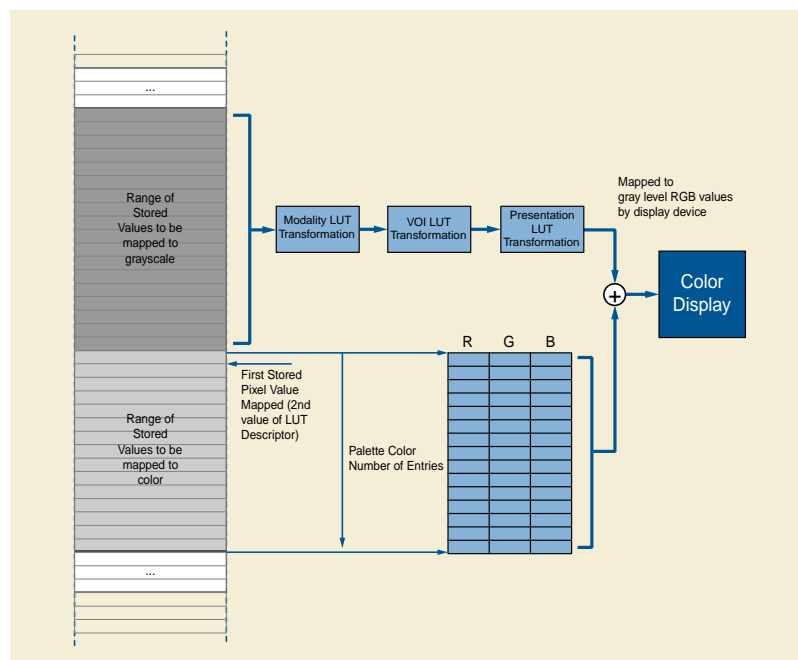 ...
Range of
Stored
Values to be
mapped to
grayscale
Modality LUT
Transformation
VOI LUT
Transformation
Presentation
LUT
Transformation
Mapped to
gray level RGB values
by display device
+
Color
Display
R G B
First Stored
Pixel Value
Mapped (2nd
value of LUT
Descriptor)
Palette Color
Number of Entries
Range of
Stored
Values to be
mapped to
color
...